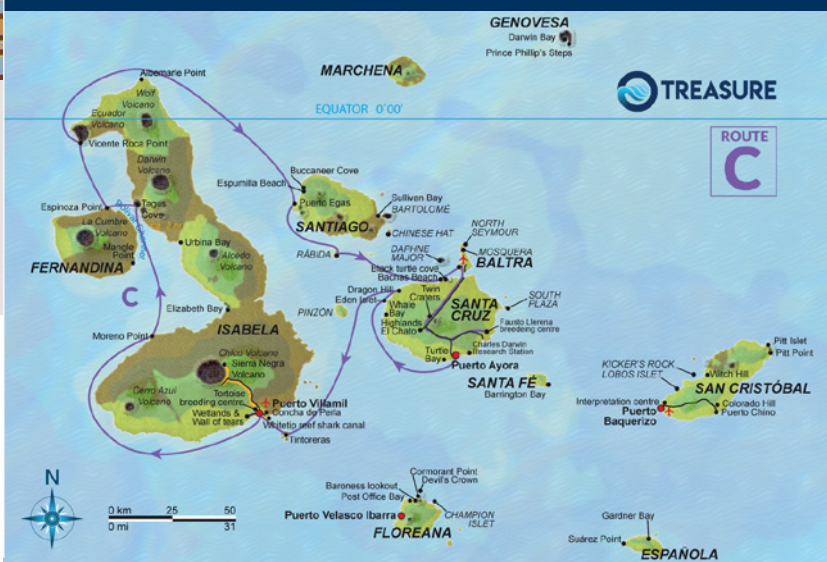 GENOVESA
Darwin Bay
Prince Phillip's Steps
MARCHENA
TREASURE
EQUATOR 0°00'
ROUTE
C
Albemarle Point
Wolf
Volcano
Ecuador
Volcano
Vicente Roca Point
Darwin
Volcano
Espinoza Point
Tagus
Cove
La Cumbre
Volcano
Mangle
Point
FERNANDINA
Urbina Bay
Alcedo
Volcano
C
Elizabeth Bay
ISABELA
Moreno Point
Chico Volcano
Sierra Negra
Volcano
Cerro Azul
Volcano
Tortoise
breeding centre
Puerto Villamil
Concha de Perla
Wetlands &
Wall of tears
Whitetip reef shark canal
Tintoreras
Buccaneer Cove
Espumilla Beach
Puerto Egas
Sulliven Bay
BARTOLOMÉ
SANTIAGO
CHINESE HAT
RÁBIDA
NORTH
SEYMOUR
DAPHNE
MAJOR
MOSQUERA
BALTRA
Black turtle cove
Bachas Beach
Dragon Hill
Eden Islet
Twin
Craters
Whale
Bay
SANTA
CRUZ
SOUTH
PLAZA
PINZÓN
Highlands
El Chato
Fausto Llerena
breeding centre
Charles Darwin
Research Station
Turtle
Bay
Puerto Ayora
SANTA FÉ
Barrington Bay
Pitt Islet
Pitt Point
KICKER'S ROCK
LOBOS ISLET
Witch Hill
SAN CRISTÓBAL
Interpretation centre
Colorado Hill
Puerto
Baquerizo
Puerto Chino
N
0 km 25 50
0 mi 31
Cormorant Point
Devil's Crown
Baroness lookout
Post Office Bay
Puerto Velasco Ibarra
CHAMPION
ISLET
FLOREANA
Gardner Bay
Suárez Point
ESPAÑOLA